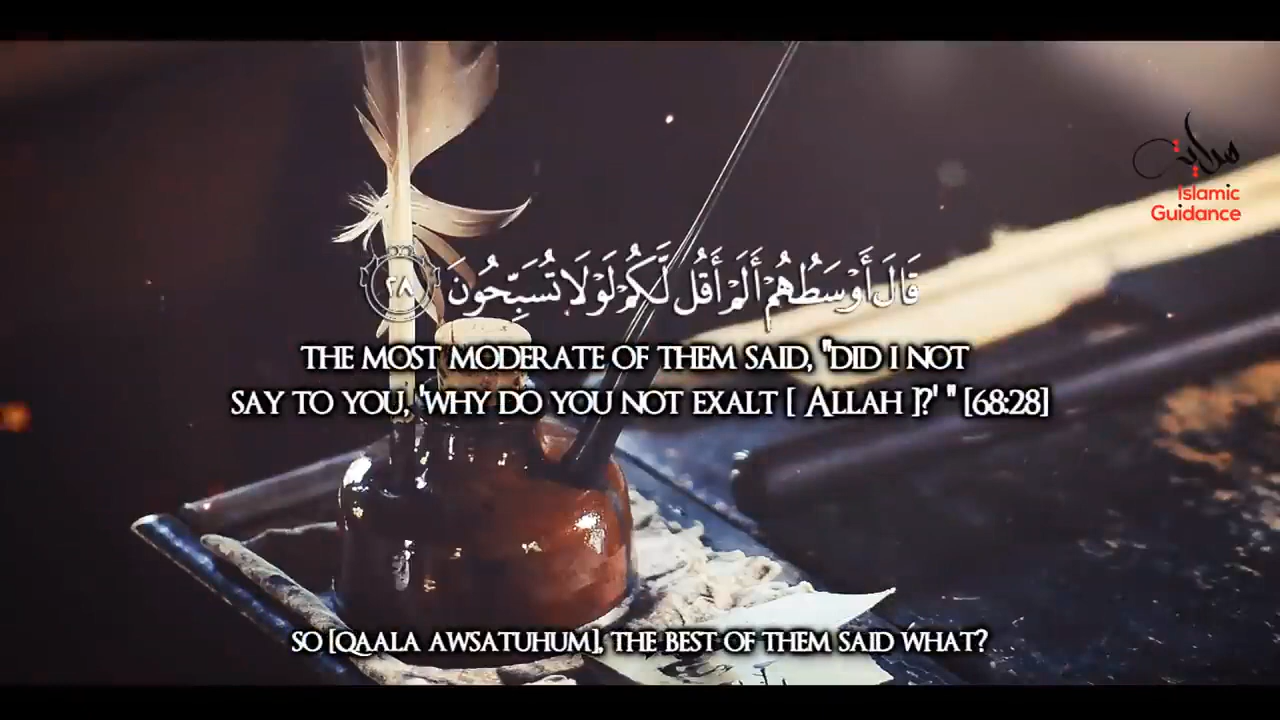 هداية
Islamic
Guidance
قَالَ أَوْسَطُهُمْ أَلَمْ أَقُل لَّكُمْ لَوْلَا تُسَبِّحُونَ ٢٨
THE MOST MODERATE OF THEM SAID, "DID I NOT
SAY TO YOU, 'WHY DO YOU NOT EXALT [ ALLAH ]?' " [68:28]
SO [QAALA AWSATUHUM], THE BEST OF THEM SAID WHAT?